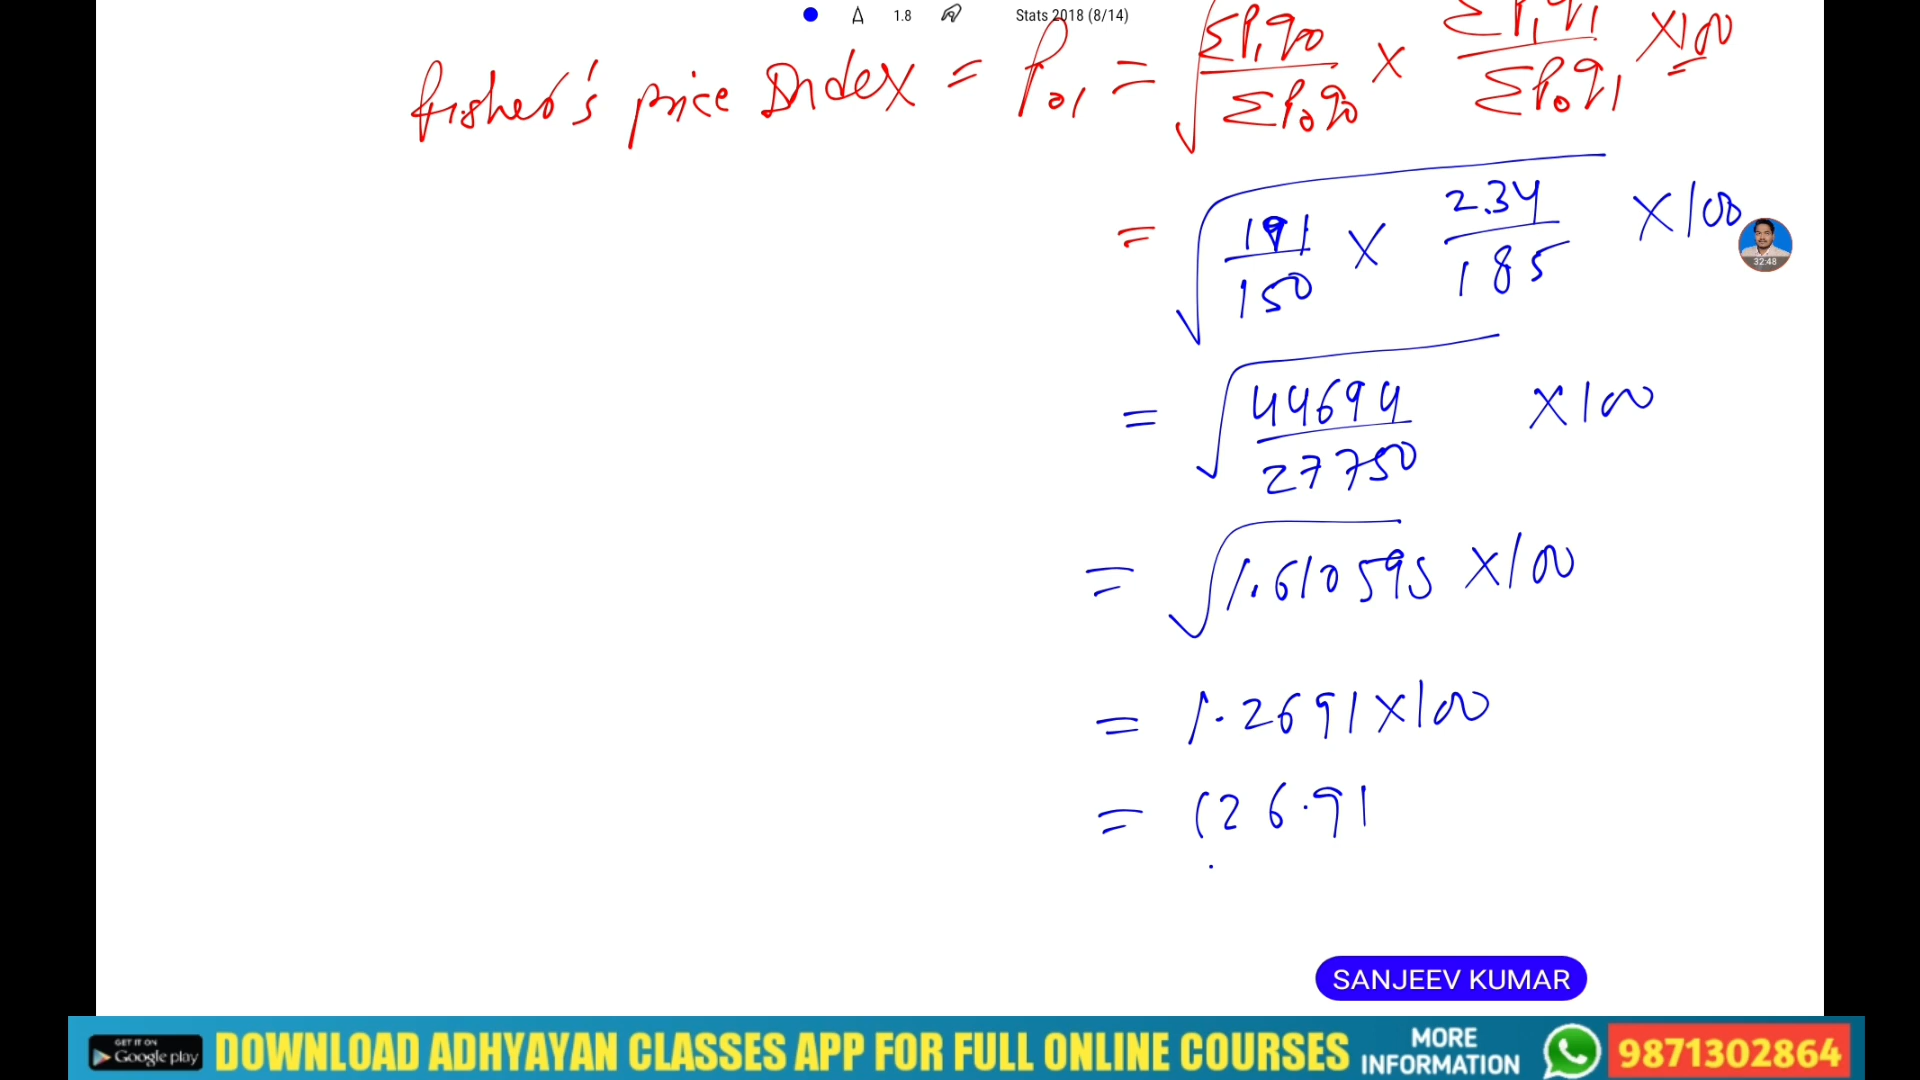 1.8 Stats 2018 (8/14)
fisher's price Index = P₀₁ = √(ΣP₁q₀/ΣP₀q₀ × ΣP₁q₁/ΣP₀q₁) ×100
= √(191/150 × 234/185) ×100
32:48
= √(44694/27750) ×100
= √1.610595 ×100
= 1.2691×100
= 126.91
SANJEEV KUMAR
GET IT ON
Google play
DOWNLOAD ADHYAYAN CLASSES APP FOR FULL ONLINE COURSES
MORE
INFORMATION
9871302864